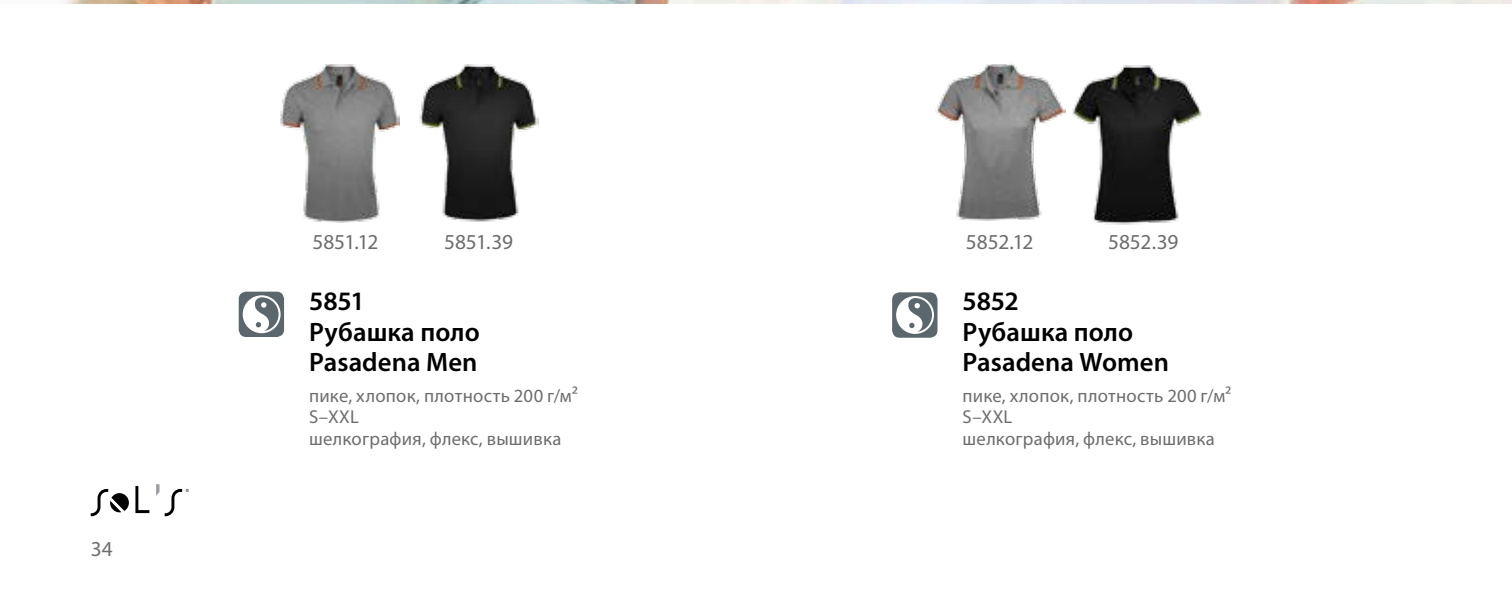 5851.12 5851.39
5851
Рубашка поло
Pasadena Men
пике, хлопок, плотность 200 г/м²
S–XXL
шелкография, флекс, вышивка
5852.12 5852.39
5852
Рубашка поло
Pasadena Women
пике, хлопок, плотность 200 г/м²
S–XXL
шелкография, флекс, вышивка
SOL'S
34